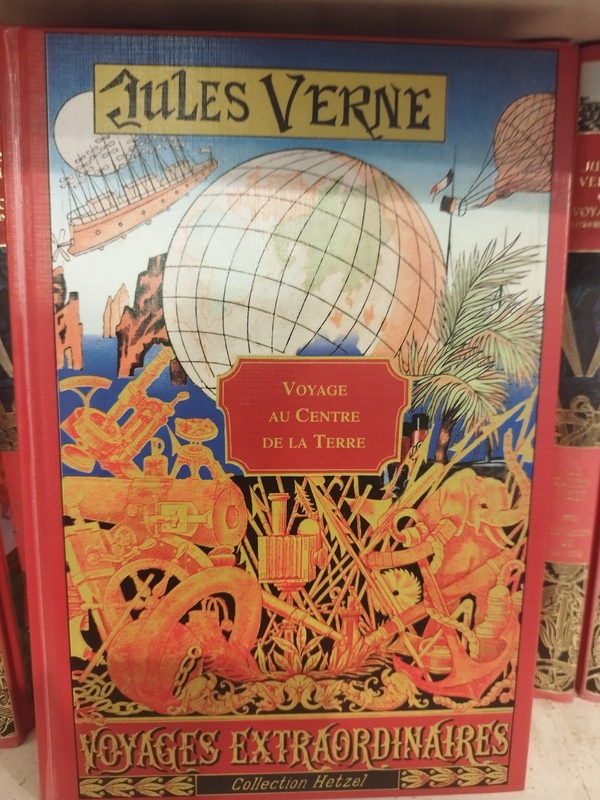 JULES VERNE
VOYAGE
AU CENTRE
DE LA TERRE
VOYAGES EXTRAORDINAIRES
Collection Hetzel